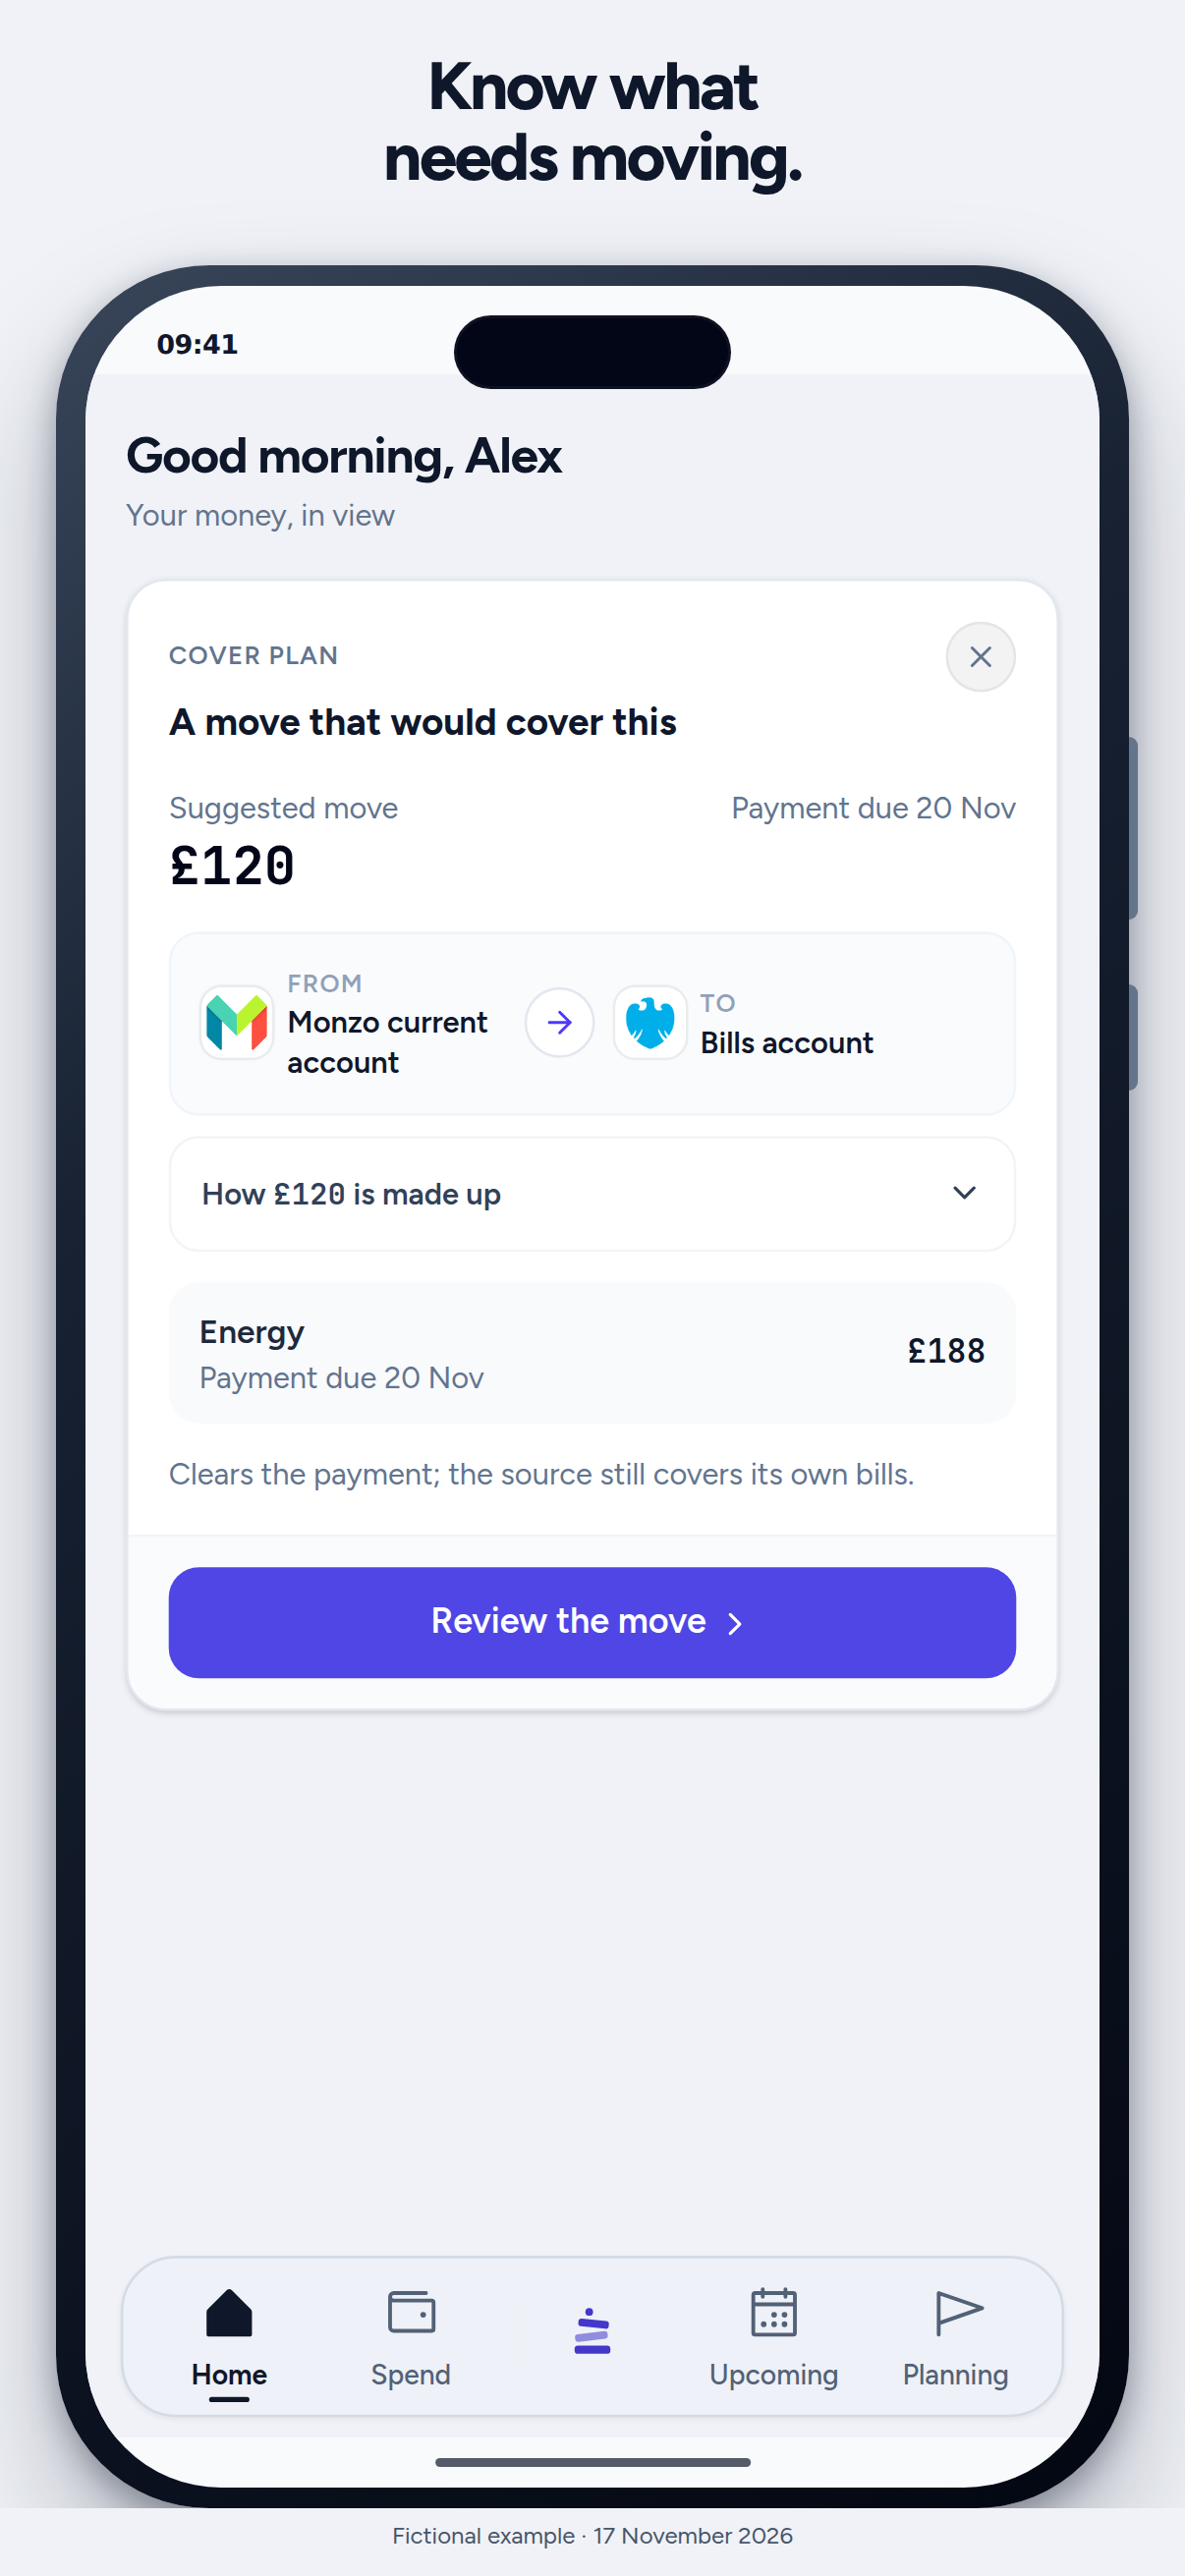 Know what
needs moving.
09:41
Good morning, Alex
Your money, in view
COVER PLAN
A move that would cover this
Suggested move
Payment due 20 Nov
£120
FROM
Monzo current
account
TO
Bills account
How £120 is made up
Energy
Payment due 20 Nov
£188
Clears the payment; the source still covers its own bills.
Review the move
Home
Spend
Upcoming
Planning
Fictional example · 17 November 2026